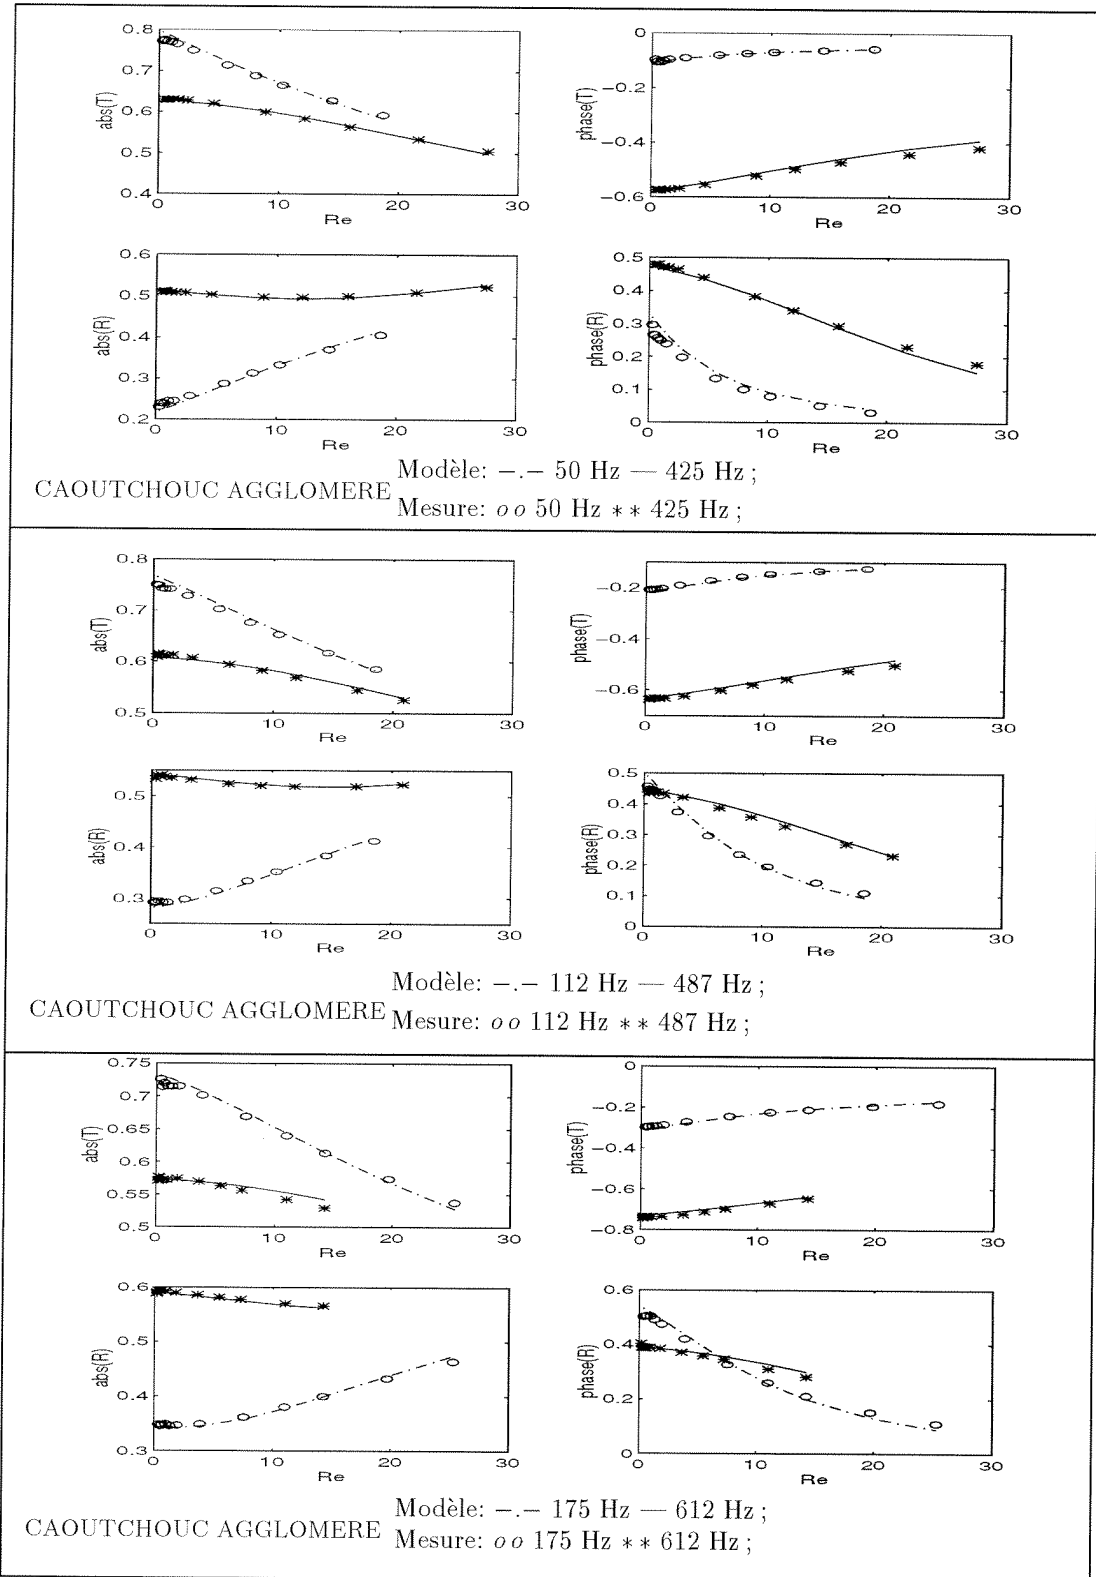 0.8
0.7
0.6
0.5
0.4
abs(T)
0 10 20 30
Re
0
−0.2
−0.4
−0.6
phase(T)
0 10 20 30
Re
0.6
0.5
0.4
0.3
0.2
abs(R)
0 10 20 30
Re
0.5
0.4
0.3
0.2
0.1
0
phase(R)
0 10 20 30
Re
Modèle: −.− 50 Hz — 425 Hz ;
CAOUTCHOUC AGGLOMERE
Mesure: o o 50 Hz ∗ ∗ 425 Hz ;
0.8
0.7
0.6
0.5
abs(T)
0 10 20 30
Re
−0.2
−0.4
−0.6
phase(T)
0 10 20 30
Re
0.5
0.4
0.3
abs(R)
0 10 20 30
Re
0.5
0.4
0.3
0.2
0.1
0
phase(R)
0 10 20 30
Re
Modèle: −.− 112 Hz — 487 Hz ;
CAOUTCHOUC AGGLOMERE
Mesure: o o 112 Hz ∗ ∗ 487 Hz ;
0.75
0.7
0.65
0.6
0.55
0.5
abs(T)
0 10 20 30
Re
0
−0.2
−0.4
−0.6
−0.8
phase(T)
0 10 20 30
Re
0.6
0.5
0.4
0.3
abs(R)
0 10 20 30
Re
0.6
0.4
0.2
0
phase(R)
0 10 20 30
Re
Modèle: −.− 175 Hz — 612 Hz ;
CAOUTCHOUC AGGLOMERE
Mesure: o o 175 Hz ∗ ∗ 612 Hz ;